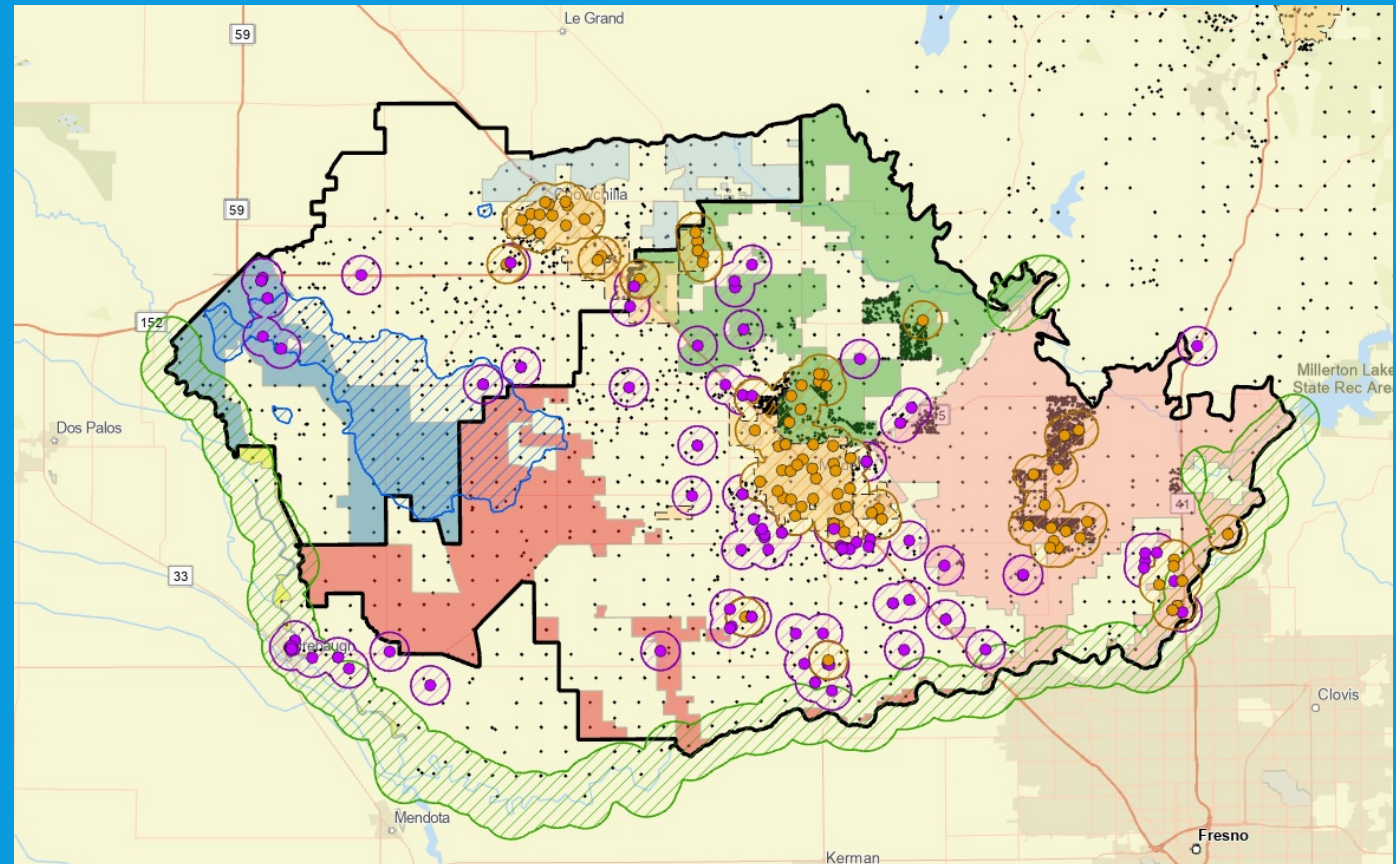 Le Grand
59
Chowchilla
59
152
Millerton Lake
State Rec Area
Dos Palos
41
33
Firebaugh
Clovis
Mendota
Fresno
Kerman